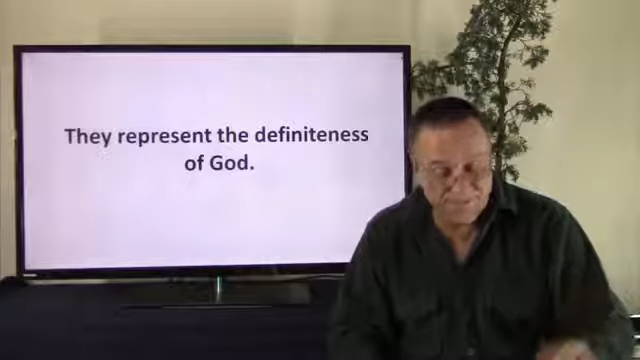 They represent the definiteness
of God.